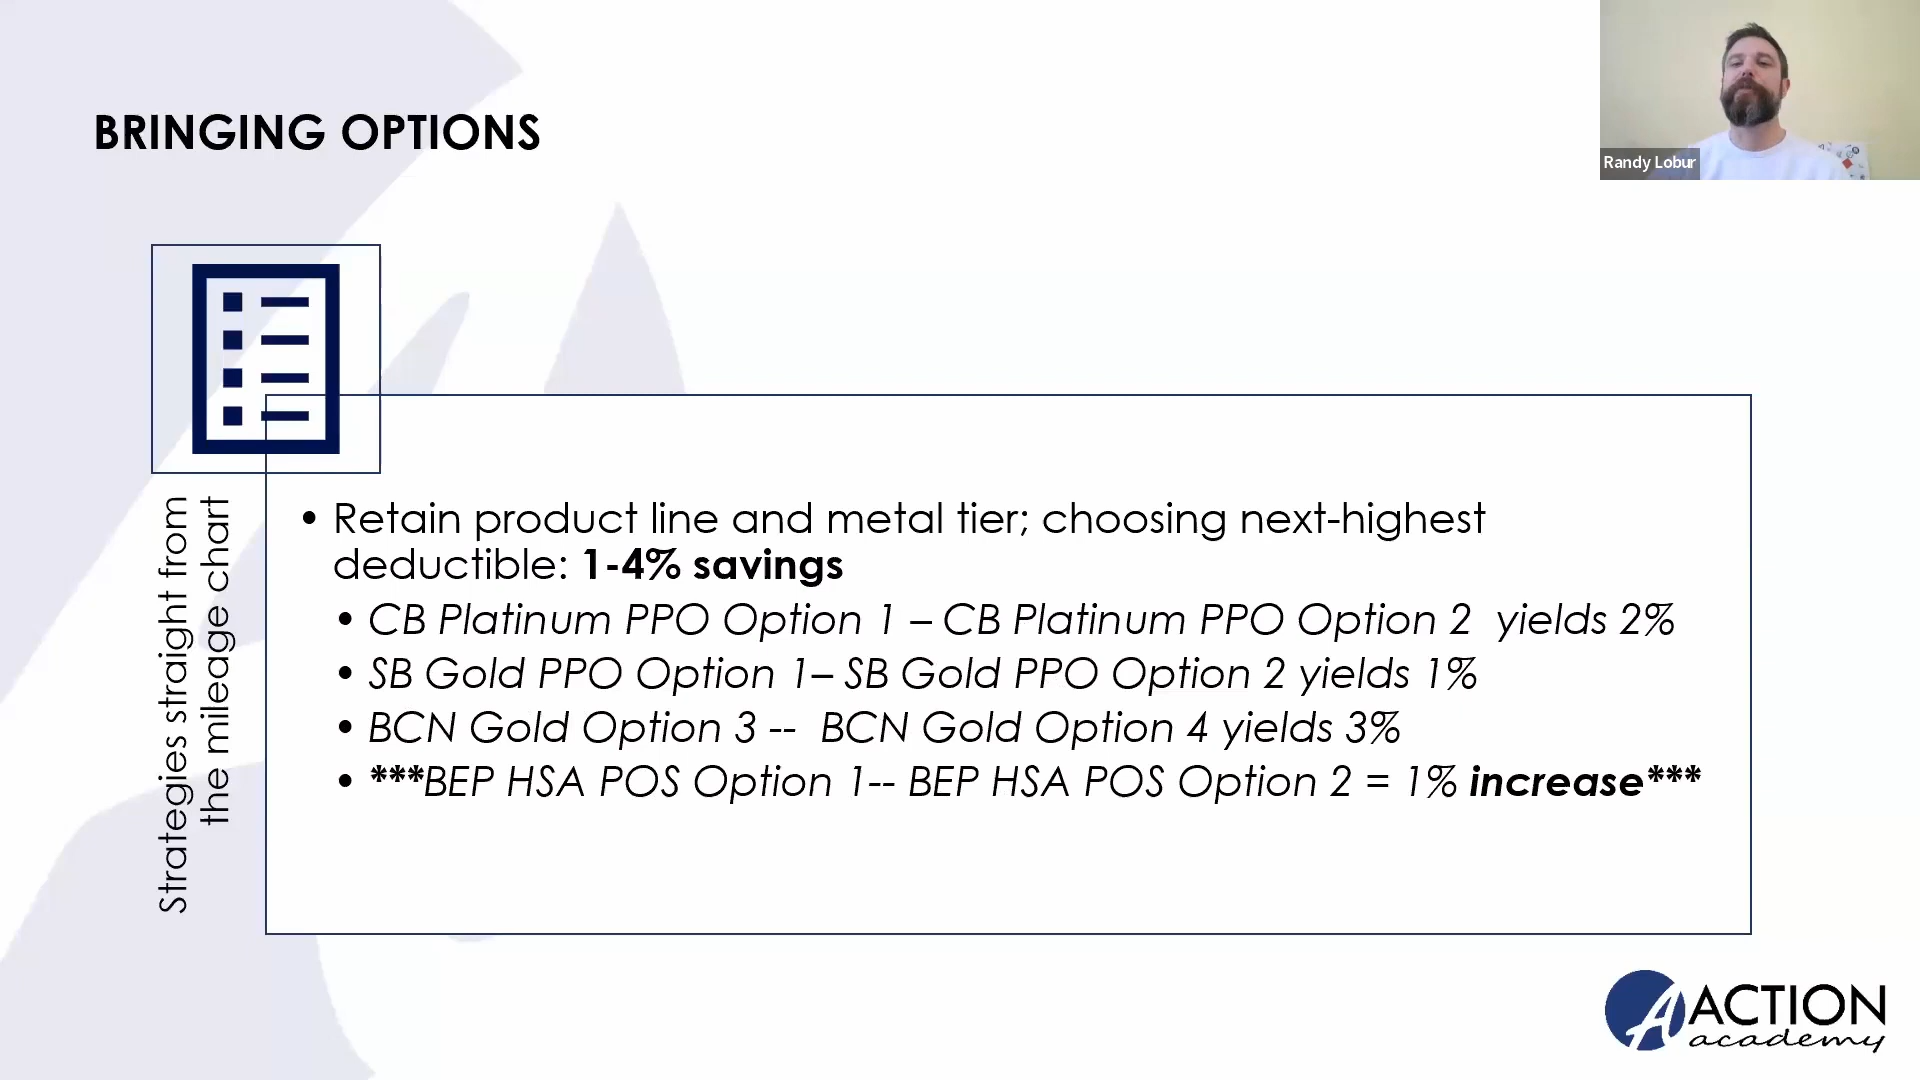 BRINGING OPTIONS
Randy Lobur
Strategies straight from
the mileage chart
• Retain product line and metal tier; choosing next-highest
deductible: 1-4% savings
• CB Platinum PPO Option 1 – CB Platinum PPO Option 2  yields 2%
• SB Gold PPO Option 1– SB Gold PPO Option 2 yields 1%
• BCN Gold Option 3 --  BCN Gold Option 4 yields 3%
• ***BEP HSA POS Option 1-- BEP HSA POS Option 2 = 1% increase***
A ACTION
academy